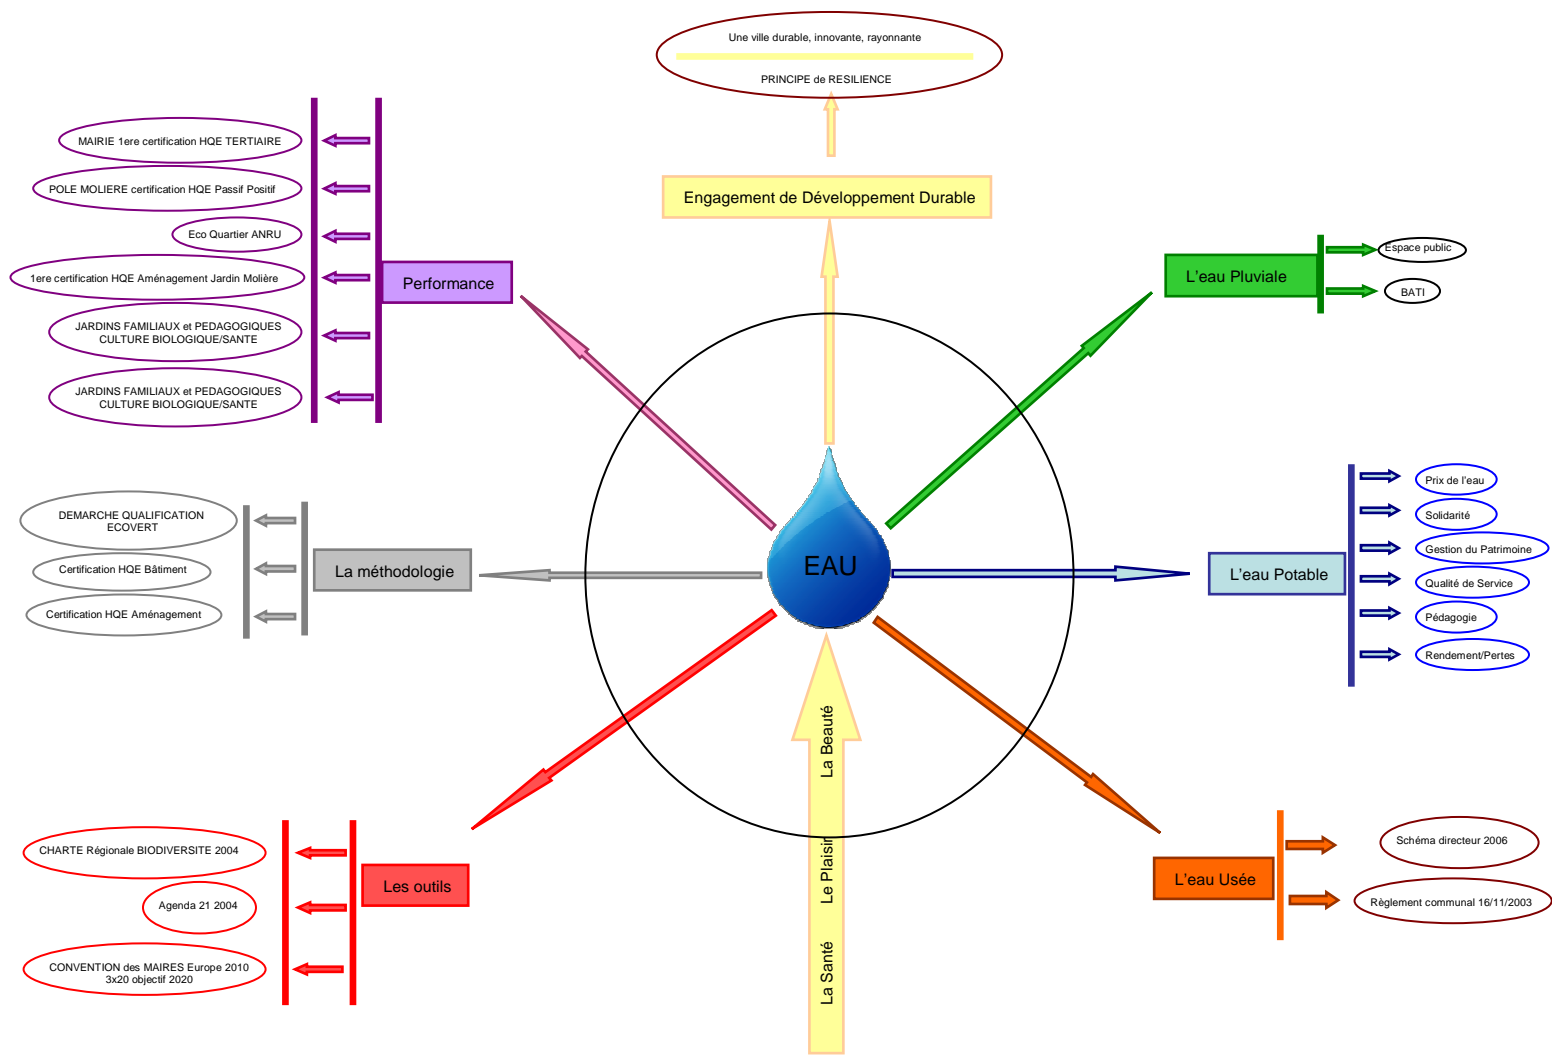 Une ville durable, innovante, rayonnante
PRINCIPE de RESILIENCE
Engagement de Développement Durable
MAIRIE 1ere certification HQE TERTIAIRE
POLE MOLIERE certification HQE Passif Positif
Eco Quartier ANRU
1ere certification HQE Aménagement Jardin Molière
JARDINS FAMILIAUX et PEDAGOGIQUES
CULTURE BIOLOGIQUE/SANTE
JARDINS FAMILIAUX et PEDAGOGIQUES
CULTURE BIOLOGIQUE/SANTE
Performance
L'eau Pluviale
Espace public
BATI
DEMARCHE QUALIFICATION
ECOVERT
Certification HQE Bâtiment
Certification HQE Aménagement
La méthodologie
EAU
L'eau Potable
Prix de l'eau
Solidarité
Gestion du Patrimoine
Qualité de Service
Pédagogie
Rendement/Pertes
CHARTE Régionale BIODIVERSITE 2004
Agenda 21 2004
CONVENTION des MAIRES Europe 2010
3x20 objectif 2020
Les outils
La Santé Le Plaisir La Beauté
L'eau Usée
Schéma directeur 2006
Règlement communal 16/11/2003